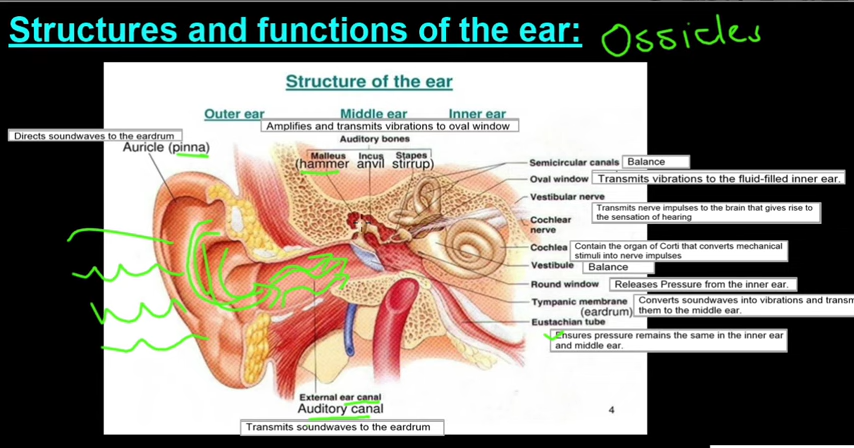 Structures and functions of the ear:
Ossicles
Structure of the ear
Outer ear
Middle ear
Inner ear
Amplifies and transmits vibrations to oval window
Directs soundwaves to the eardrum
Auricle (pinna)
Auditory bones
Malleus Incus Stapes
(hammer anvil stirrup)
Semicircular canals
Balance
Oval window
Transmits vibrations to the fluid-filled inner ear.
Vestibular nerve
Transmits nerve impulses to the brain that gives rise to
the sensation of hearing
Cochlear
nerve
Cochlea
Contain the organ of Corti that converts mechanical
stimuli into nerve impulses
Vestibule
Balance
Round window
Releases Pressure from the inner ear.
Tympanic membrane
(eardrum)
Converts soundwaves into vibrations and transm
them to the middle ear.
Eustachian tube
Ensures pressure remains the same in the inner ear
and middle ear.
External ear canal
Auditory canal
Transmits soundwaves to the eardrum
4